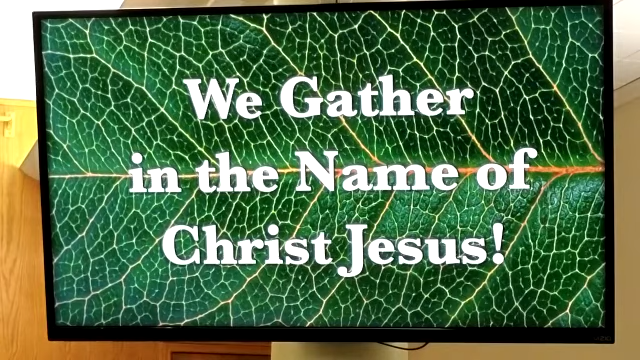 We Gather
in the Name of
Christ Jesus!